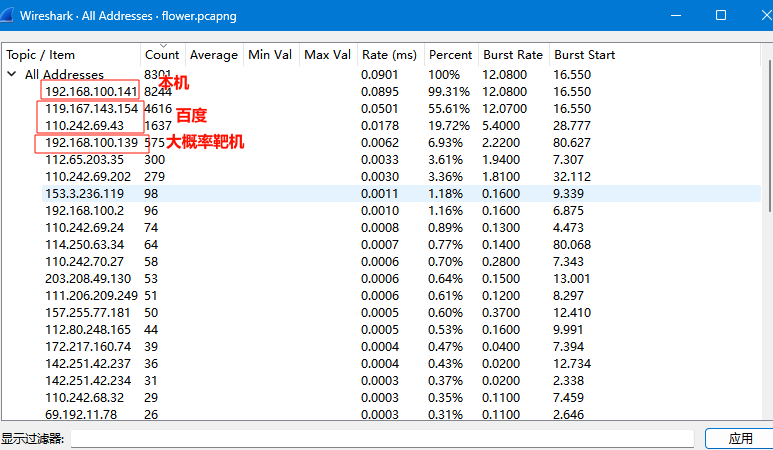 Wireshark · All Addresses · flower.pcapng
Topic / Item Count Average Min Val Max Val Rate (ms) Percent Burst Rate Burst Start
All Addresses 8301 0.0901 100% 12.0800 16.550
本机
192.168.100.141 8244 0.0895 99.31% 12.0800 16.550
119.167.143.154 4616 0.0501 55.61% 12.0700 16.550
百度
110.242.69.43 1637 0.0178 19.72% 5.4000 28.777
192.168.100.139 575 大概率靶机 0.0062 6.93% 2.2200 80.627
112.65.203.35 300 0.0033 3.61% 1.9400 7.307
110.242.69.202 279 0.0030 3.36% 1.8100 32.112
153.3.236.119 98 0.0011 1.18% 0.1600 9.339
192.168.100.2 96 0.0010 1.16% 0.1600 6.875
110.242.69.24 74 0.0008 0.89% 0.1300 4.473
114.250.63.34 64 0.0007 0.77% 0.1400 80.068
110.242.70.27 58 0.0006 0.70% 0.2800 7.343
203.208.49.130 53 0.0006 0.64% 0.1500 13.001
111.206.209.249 51 0.0006 0.61% 0.1200 8.297
157.255.77.181 50 0.0005 0.60% 0.3700 12.410
112.80.248.165 44 0.0005 0.53% 0.1600 9.991
172.217.160.74 39 0.0004 0.47% 0.0400 7.394
142.251.42.237 36 0.0004 0.43% 0.0200 12.734
142.251.42.234 31 0.0003 0.37% 0.0200 2.338
110.242.68.32 29 0.0003 0.35% 0.1100 7.459
69.192.11.78 26 0.0003 0.31% 0.1100 2.646
显示过滤器:
应用